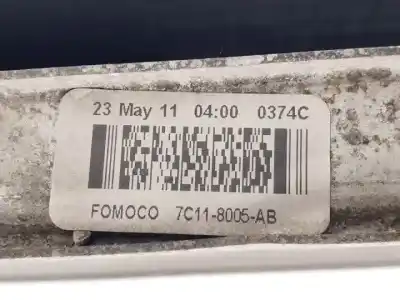 23 May 11 04:00 0374C
FOMOCO 7C11-8005-AB